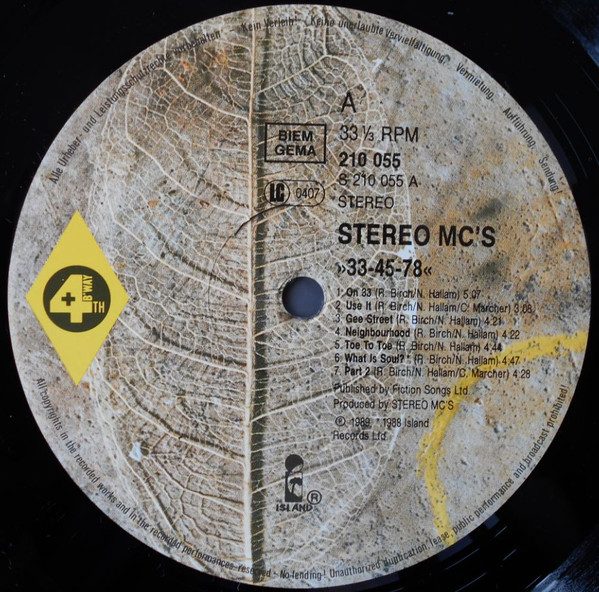 Alle Urheber- und Leistungsschutzrechte vorbehalten · Kein Verleih! · Keine unerlaubte Vervielfältigung, Vermietung, Aufführung, Sendung!
A
BIEM
GEMA
33 ⅓ RPM
210 055
S 210 055 A
LC 0407
STEREO
STEREO MC'S
»33-45-78«
1. On 33 (R. Birch/N. Hallam) 5:07
2. Use It (R. Birch/N. Hallam/C. Marcher) 3:08
3. Gee Street (R. Birch/N. Hallam) 4:21
4. Neighbourhood (R. Birch/N. Hallam) 4:22
5. Toe To Toe (R. Birch/N. Hallam) 4:44
6. What Is Soul? * (R. Birch/N. Hallam) 4:47
7. Part 2 (R. Birch/N. Hallam/C. Marcher) 4:28
Published by Fiction Songs Ltd.
Produced by STEREO MC'S
℗ 1989, * 1988 Island
Records Ltd.
4+TH
B'WAY
ISLAND ®
All copyrights in the recorded works and in the recorded performances reserved · No lending! Unauthorized duplication, lease, public performance and broadcast prohibited!